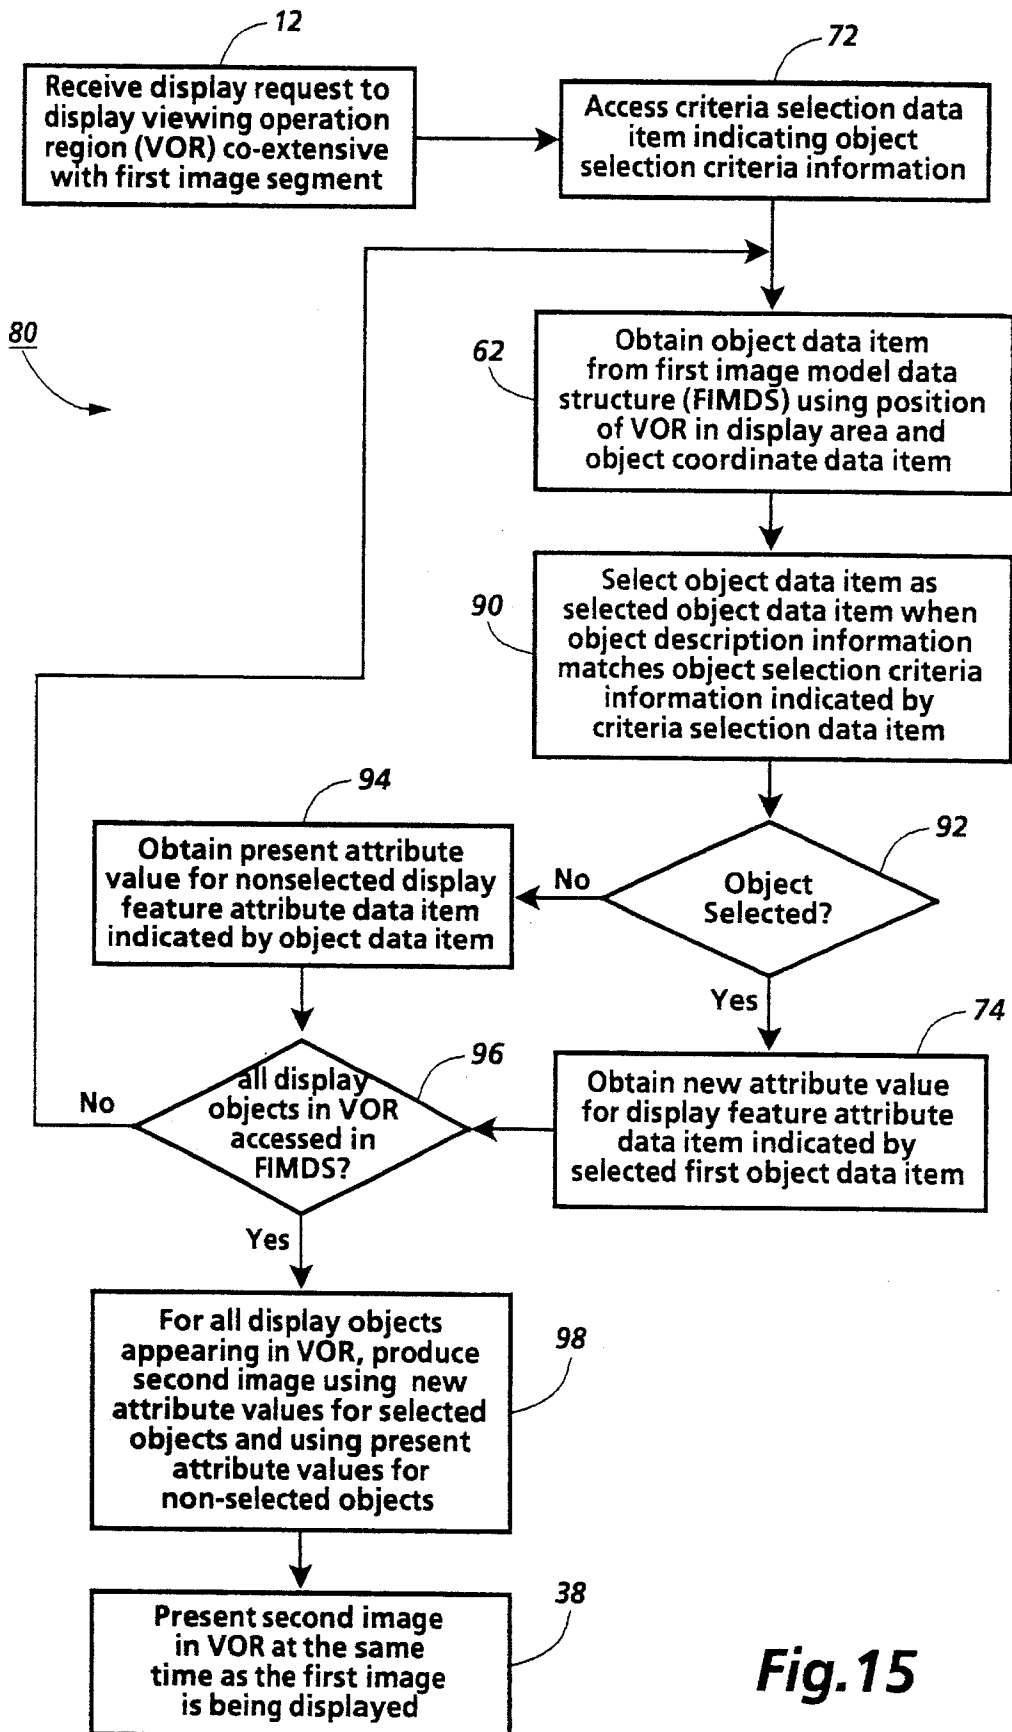 12
Receive display request to
display viewing operation
region (VOR) co-extensive
with first image segment
72
Access criteria selection data
item indicating object
selection criteria information
80
62
Obtain object data item
from first image model data
structure (FIMDS) using position
of VOR in display area and
object coordinate data item
90
Select object data item as
selected object data item when
object description information
matches object selection criteria
information indicated by
criteria selection data item
92
Object
Selected?
No
Yes
94
Obtain present attribute
value for nonselected display
feature attribute data item
indicated by object data item
74
Obtain new attribute value
for display feature attribute
data item indicated by
selected first object data item
96
all display
objects in VOR
accessed in
FIMDS?
No
Yes
98
For all display objects
appearing in VOR, produce
second image using new
attribute values for selected
objects and using present
attribute values for
non-selected objects
38
Present second image
in VOR at the same
time as the first image
is being displayed
Fig.15